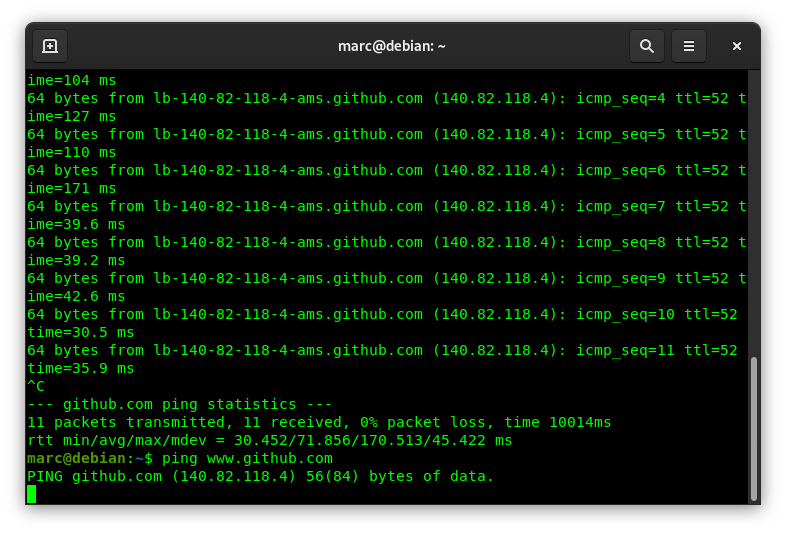 marc@debian: ~
ime=104 ms
64 bytes from lb-140-82-118-4-ams.github.com (140.82.118.4): icmp_seq=4 ttl=52 t
ime=127 ms
64 bytes from lb-140-82-118-4-ams.github.com (140.82.118.4): icmp_seq=5 ttl=52 t
ime=110 ms
64 bytes from lb-140-82-118-4-ams.github.com (140.82.118.4): icmp_seq=6 ttl=52 t
ime=171 ms
64 bytes from lb-140-82-118-4-ams.github.com (140.82.118.4): icmp_seq=7 ttl=52 t
ime=39.6 ms
64 bytes from lb-140-82-118-4-ams.github.com (140.82.118.4): icmp_seq=8 ttl=52 t
ime=39.2 ms
64 bytes from lb-140-82-118-4-ams.github.com (140.82.118.4): icmp_seq=9 ttl=52 t
ime=42.6 ms
64 bytes from lb-140-82-118-4-ams.github.com (140.82.118.4): icmp_seq=10 ttl=52
time=30.5 ms
64 bytes from lb-140-82-118-4-ams.github.com (140.82.118.4): icmp_seq=11 ttl=52
time=35.9 ms
^C
--- github.com ping statistics ---
11 packets transmitted, 11 received, 0% packet loss, time 10014ms
rtt min/avg/max/mdev = 30.452/71.856/170.513/45.422 ms
marc@debian:~$ ping www.github.com
PING github.com (140.82.118.4) 56(84) bytes of data.